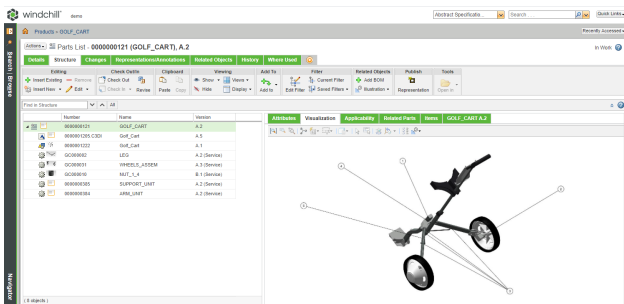 windchill demo
Abstract Specificatio... Search ... Quick Links
Products > GOLF_CART
Recently Accessed
Actions Parts List - 0000000121 (GOLF_CART), A.2
In Work
Details Structure Changes Representations/Annotations Related Objects History Where Used
Editing Check Out/In Clipboard Viewing Add To Filter Related Objects Publish Tools
Insert Existing Remove Check Out Show Views Current Filter Add BOM
Insert New Edit Check In Revise Paste Copy Hide Display Add to Edit Filter Saved Filters Illustration Representation Open in
Find in Structure All
Attributes Visualization Applicability Related Parts Items GOLF_CART A.2
Number Name Version
0000000121 GOLF_CART A.2
0000001205.C3DI Golf_Cart A.5
0000001222 Golf_Cart A.1
GC000002 LEG A.2 (Service)
GC000031 WHEELS_ASSEM A.3 (Service)
GC000010 NUT_1_4 B.1 (Service)
0000000385 SUPPORT_UNIT A.2 (Service)
0000000384 ARM_UNIT A.2 (Service)
( 9 objects )
Search | Browse
Navigator